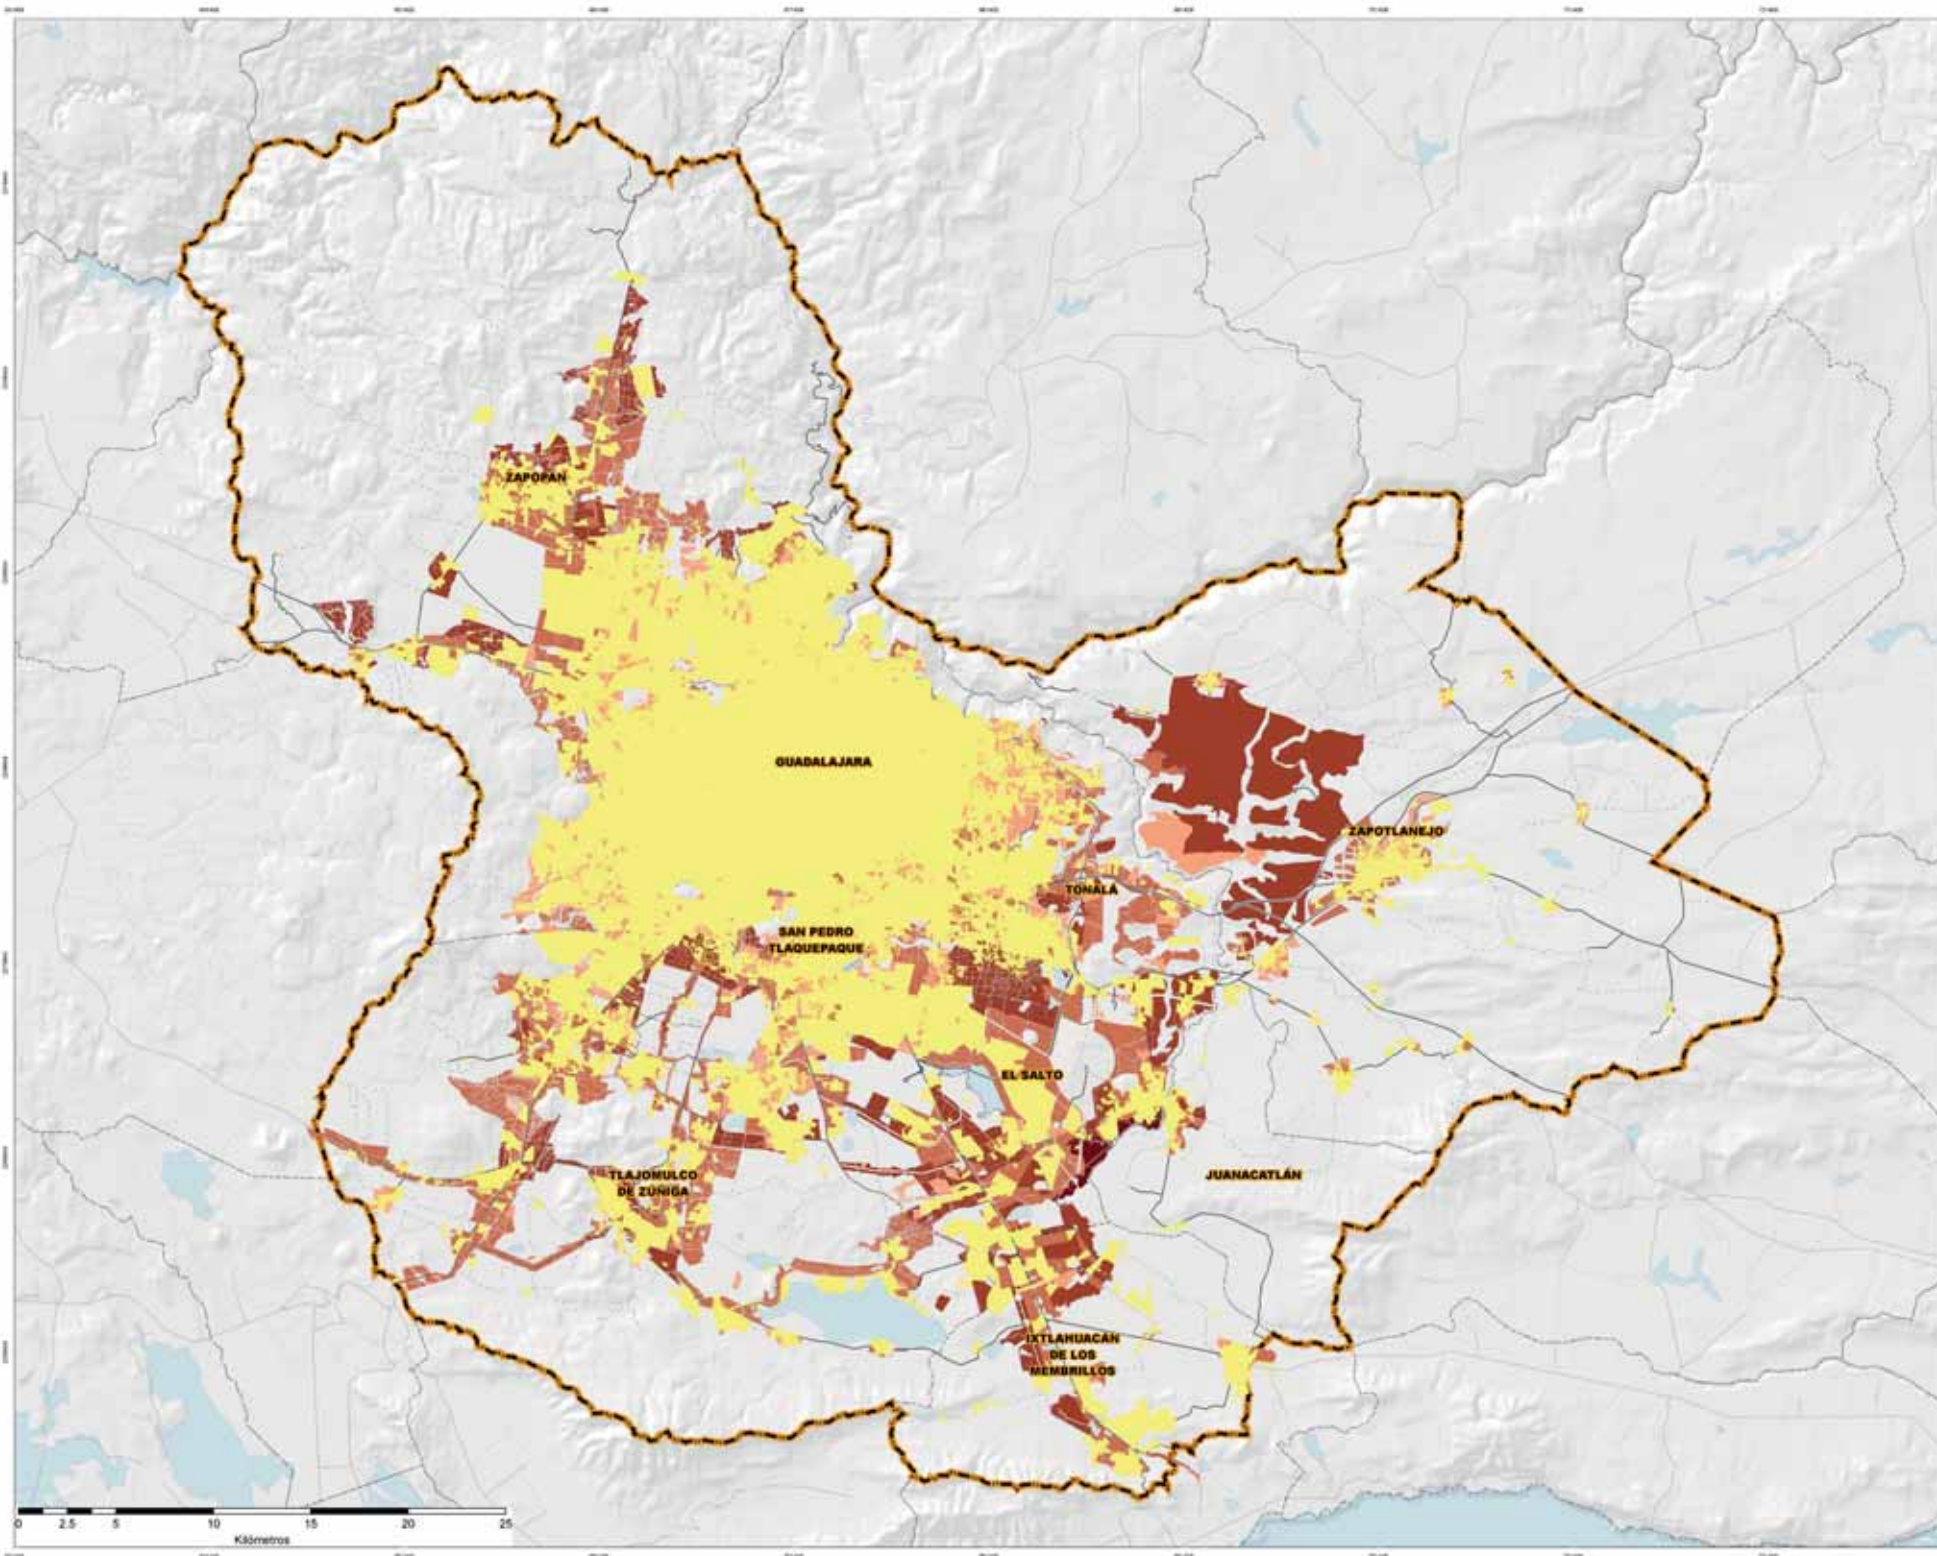 ZAPOPAN
GUADALAJARA
ZAPOTLANEJO
TONALÁ
SAN PEDRO
TLAQUEPAQUE
EL SALTO
TLAJOMULCO
DE ZÚÑIGA
JUANACATLÁN
IXTLAHUACÁN
DE LOS
MEMBRILLOS
0 2.5 5 10 15 20 25
Kilómetros